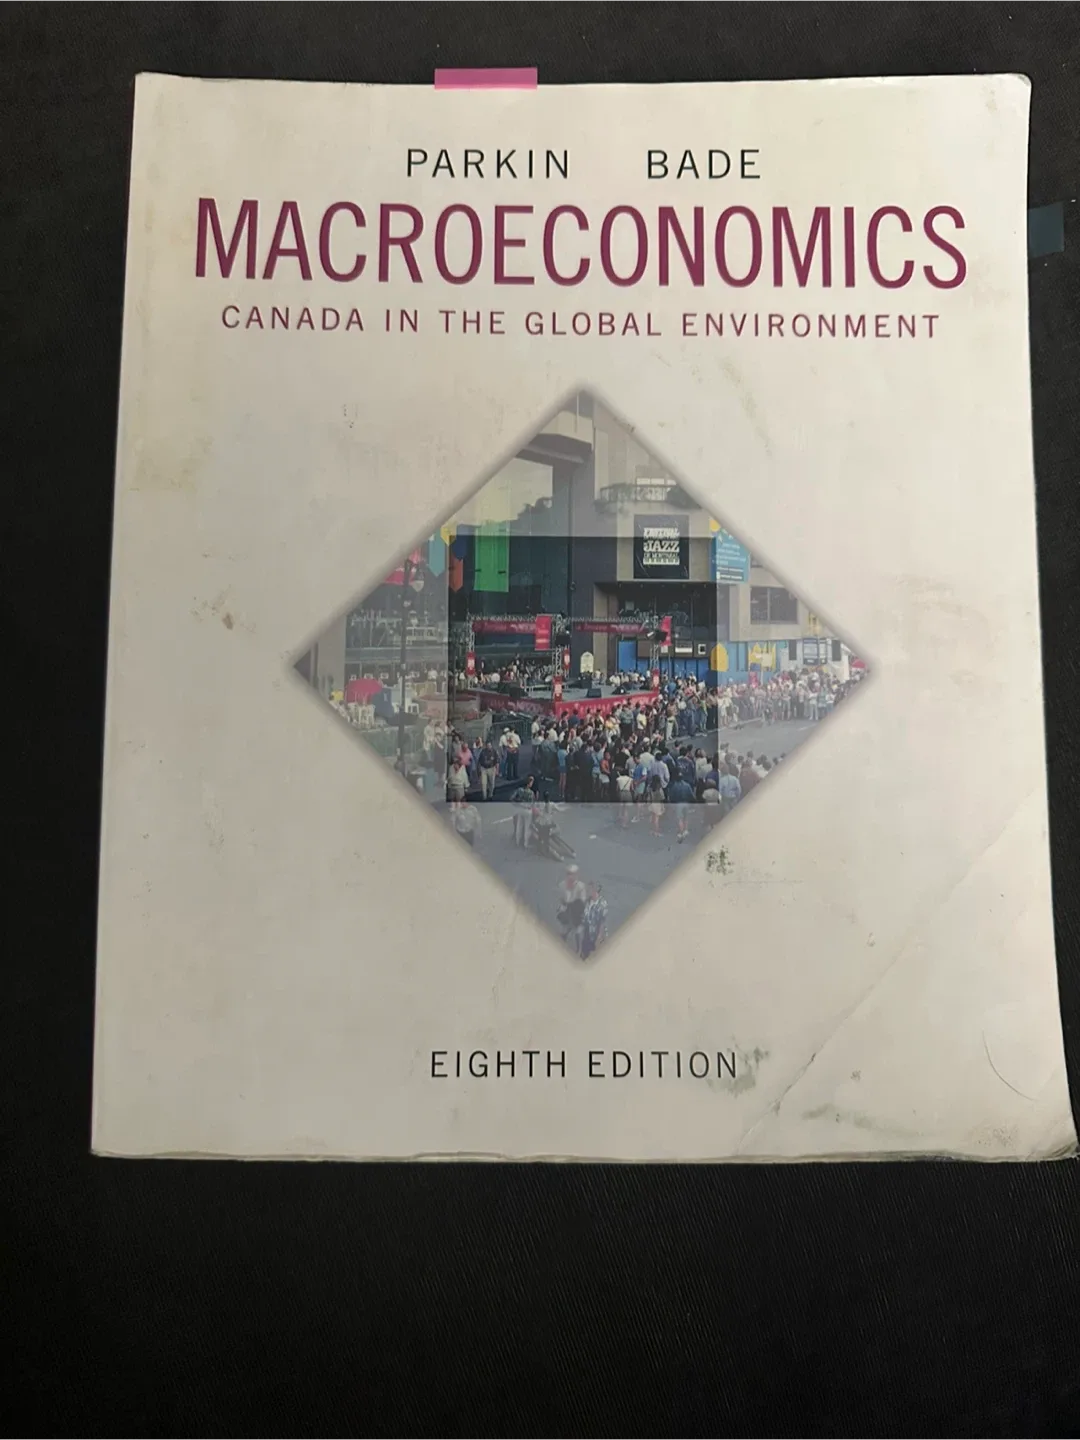 PARKIN BADE
MACROECONOMICS
CANADA IN THE GLOBAL ENVIRONMENT
JAZZ
EIGHTH EDITION